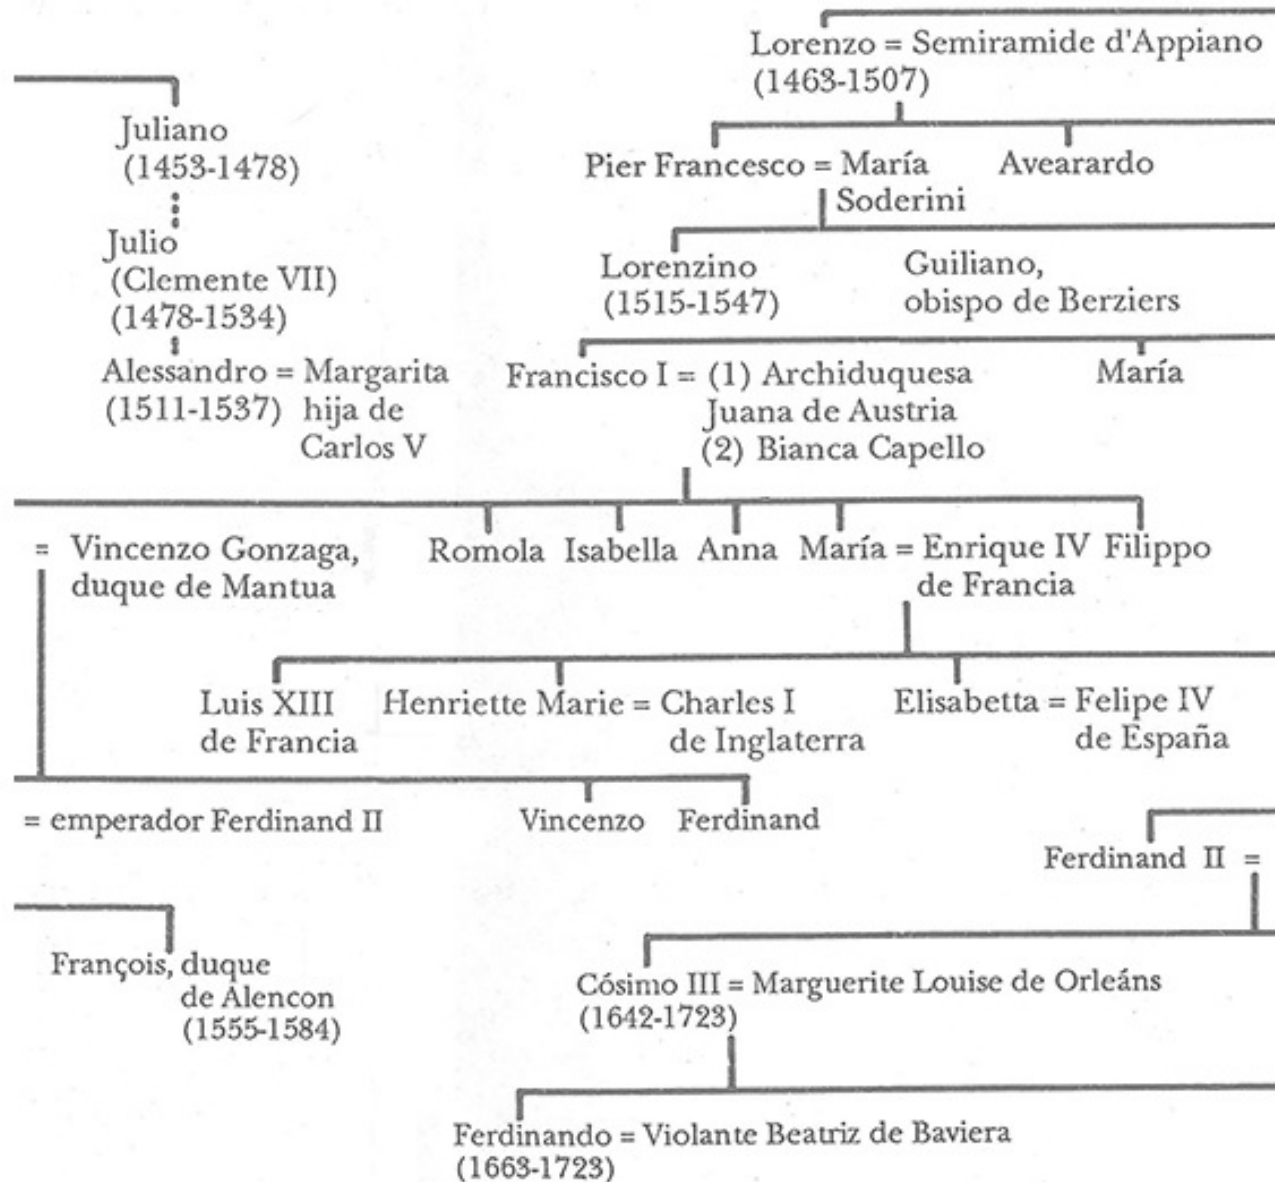 Lorenzo = Semiramide d'Appiano
(1463-1507)
Juliano
(1453-1478)
Pier Francesco = María
Soderini
Avearardo
Julio
(Clemente VII)
(1478-1534)
Lorenzino
(1515-1547)
Guiliano,
obispo de Berziers
Alessandro = Margarita
(1511-1537) hija de
Carlos V
Francisco I = (1) Archiduquesa
Juana de Austria
(2) Bianca Capello
María
= Vincenzo Gonzaga,
duque de Mantua
Romola Isabella Anna María = Enrique IV Filippo
de Francia
Luis XIII
de Francia
Henriette Marie = Charles I
de Inglaterra
Elisabetta = Felipe IV
de España
= emperador Ferdinand II
Vincenzo Ferdinand
Ferdinand II =
François, duque
de Alencon
(1555-1584)
Cósimo III = Marguerite Louise de Orleáns
(1642-1723)
Ferdinando = Violante Beatriz de Baviera
(1663-1723)